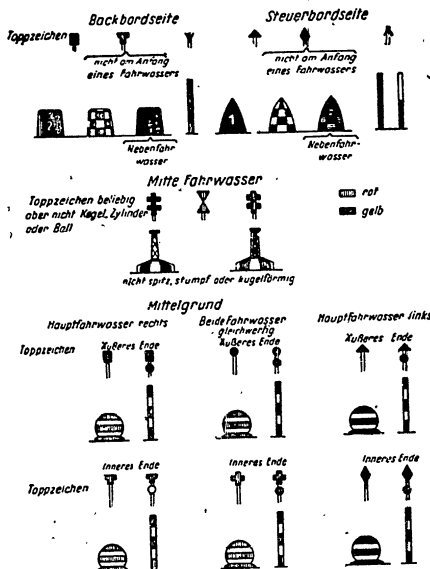 Backbordseite
Steuerbordseite
Toppzeichen
nicht am Anfang
eines Fahrwassers
nicht am Anfang
eines Fahrwassers
1
Nebenfahr
wasser
Nebenfahr-
wasser
Mitte Fahrwasser
Toppzeichen beliebig
aber nicht Kegel, Zylinder
oder Ball
rot
gelb
nicht spitz, stumpf oder kugelförmig
Mittelgrund
Hauptfahrwasser rechts
Beide Fahrwasser
gleichwertig
Hauptfahrwasser links
Toppzeichen
Äußeres Ende
Äußeres Ende
Äußeres Ende
Toppzeichen
Inneres Ende
Inneres Ende
Inneres Ende